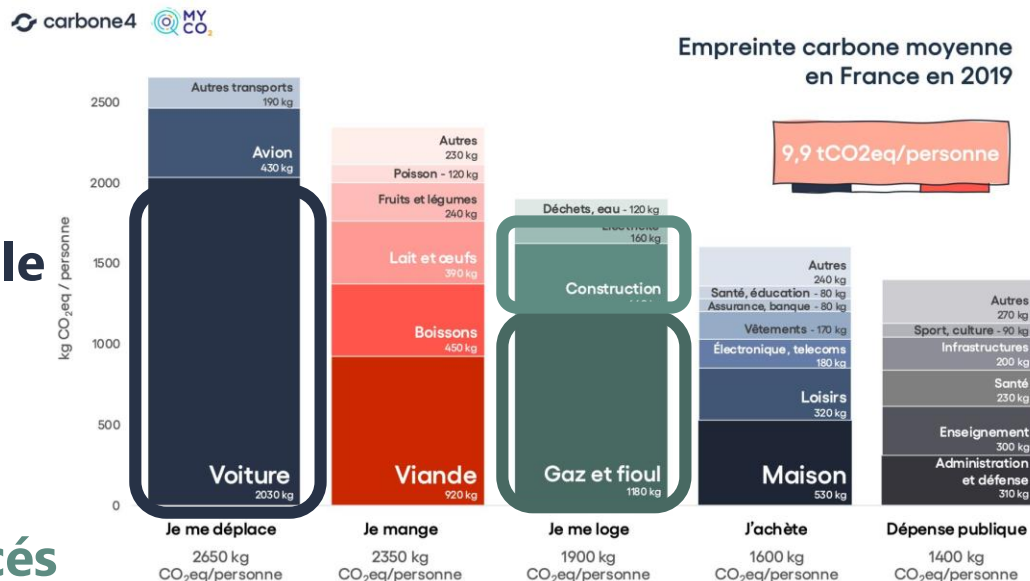 carbone4 MY CO₂
Empreinte carbone moyenne
en France en 2019
9,9 tCO2eq/personne
le
cés
kg CO₂eq / personne
2500
2000
1500
1000
500
0
Autres transports
190 kg
Avion
430 kg
Voiture
2030 kg
Autres
230 kg
Poisson - 120 kg
Fruits et légumes
240 kg
Lait et œufs
390 kg
Boissons
450 kg
Viande
920 kg
Déchets, eau - 120 kg
160 kg
Construction
Gaz et fioul
1180 kg
Autres
240 kg
Santé, éducation - 80 kg
Assurance, banque - 80 kg
Vêtements - 170 kg
Électronique, telecoms
180 kg
Loisirs
320 kg
Maison
530 kg
Autres
270 kg
Sport, culture - 90 kg
Infrastructures
200 kg
Santé
230 kg
Enseignement
300 kg
Administration
et défense
310 kg
Je me déplace
2650 kg
CO₂eq/personne
Je mange
2350 kg
CO₂eq/personne
Je me loge
1900 kg
CO₂eq/personne
J'achète
1600 kg
CO₂eq/personne
Dépense publique
1400 kg
CO₂eq/personne